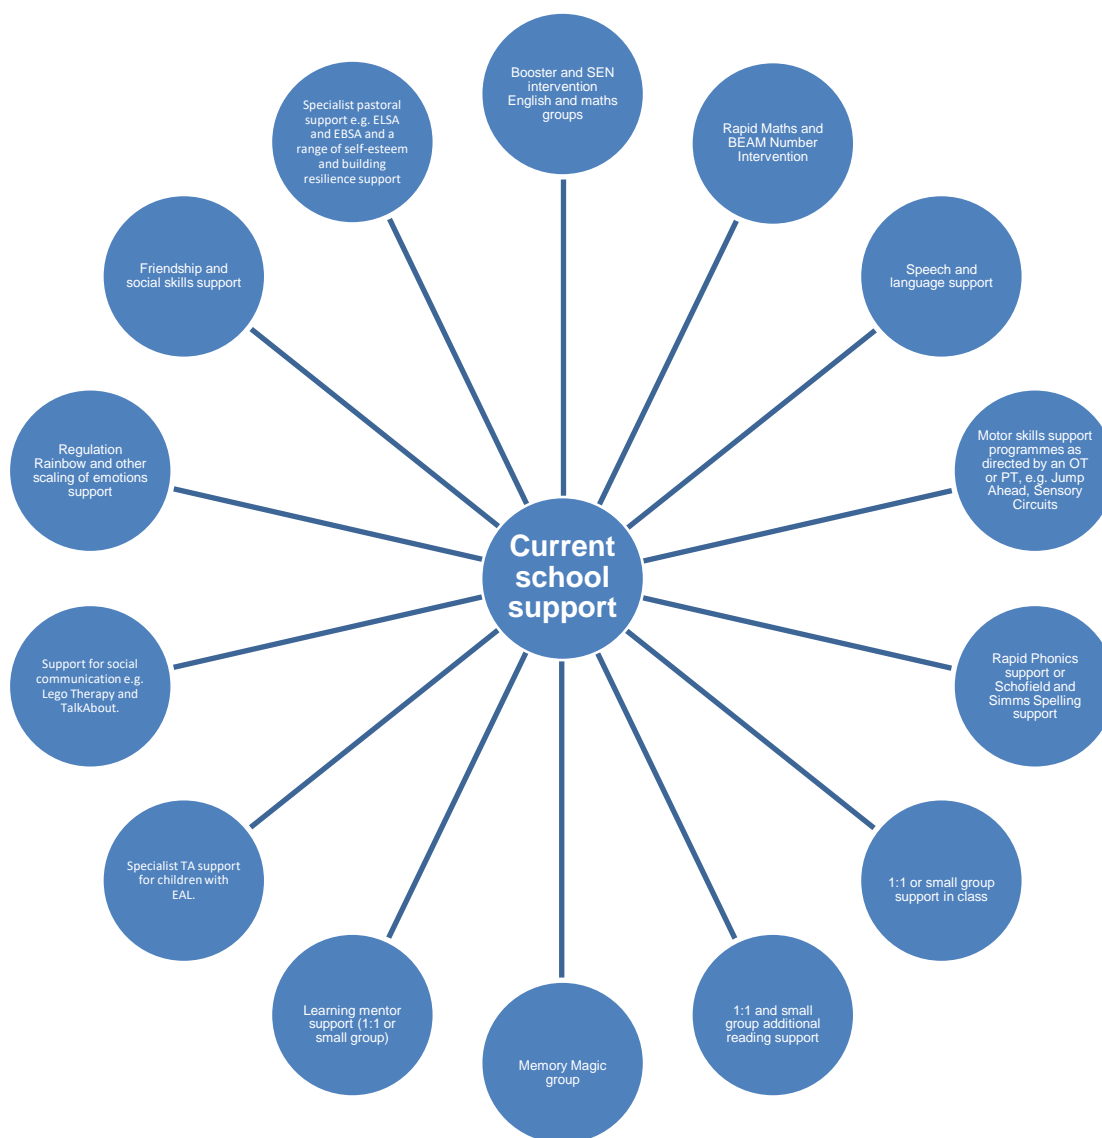 Booster and SEN
intervention
English and maths
groups
Rapid Maths and
BEAM Number
Intervention
Speech and
language support
Motor skills support
programmes as
directed by an OT
or PT, e.g. Jump
Ahead, Sensory
Circuits
Rapid Phonics
support or
Schofield and
Simms Spelling
support
1:1 or small group
support in class
1:1 and small
group additional
reading support
Memory Magic
group
Learning mentor
support (1:1 or
small group)
Specialist TA support
for children with
EAL.
Support for social
communication e.g.
Lego Therapy and
TalkAbout.
Regulation
Rainbow and other
scaling of emotions
support
Friendship and
social skills support
Specialist pastoral
support e.g. ELSA
and EBSA and a
range of self-esteem
and building
resilience support
Current
school
support